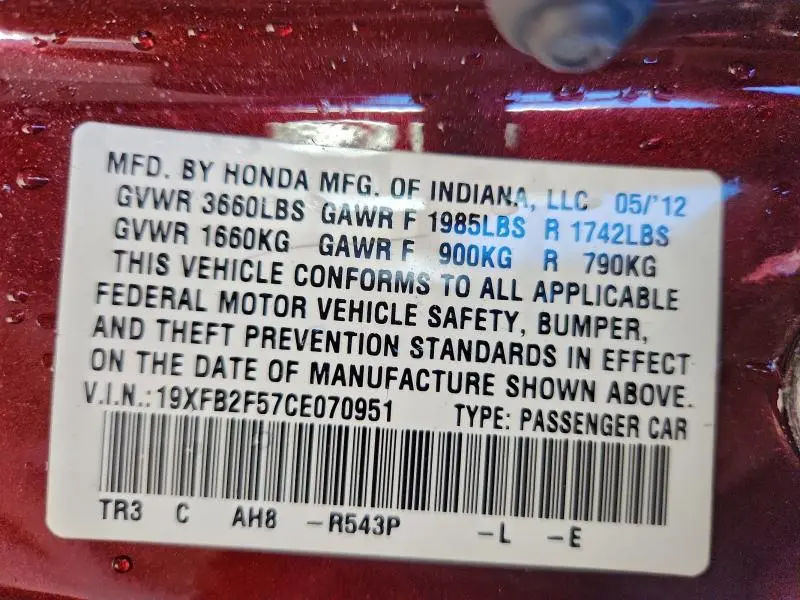 MFD. BY HONDA MFG. OF INDIANA, LLC 05/'12
GVWR 3660LBS GAWR F 1985LBS R 1742LBS
GVWR 1660KG GAWR F 900KG R 790KG
THIS VEHICLE CONFORMS TO ALL APPLICABLE
FEDERAL MOTOR VEHICLE SAFETY, BUMPER,
AND THEFT PREVENTION STANDARDS IN EFFECT
ON THE DATE OF MANUFACTURE SHOWN ABOVE.
V.I.N.:19XFB2F57CE070951 TYPE: PASSENGER CAR
TR3 C AH8 -R543P -L -E